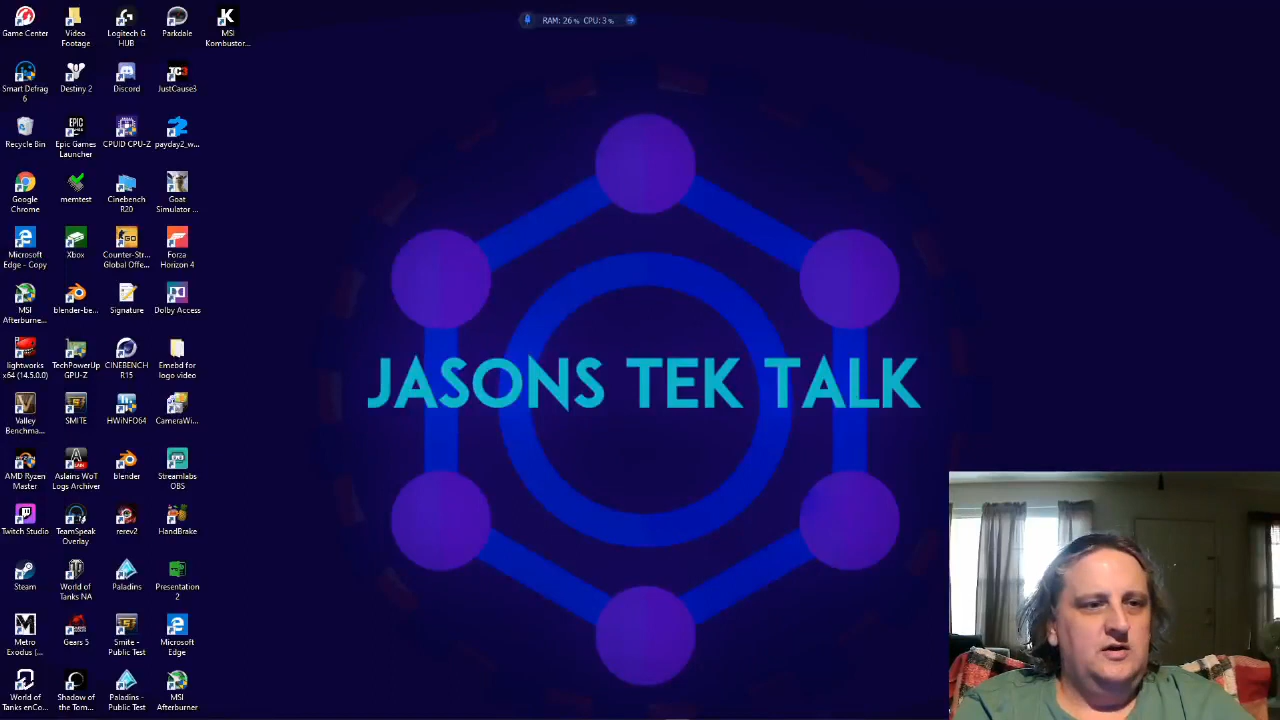 RAM: 26% CPU: 3%
Game Center
Video
Footage
Logitech G
HUB
Parkdale
MSI
Kombustor...
Smart Defrag
6
Destiny 2
Discord
JustCause3
Recycle Bin
Epic Games
Launcher
CPUID CPU-Z
payday2_w...
Google
Chrome
memtest
Cinebench
R20
Goat
Simulator ...
Microsoft
Edge - Copy
Xbox
Counter-Str...
Global Offe...
Forza
Horizon 4
MSI
Afterburne...
blender-be...
Signature
Dolby Access
lightworks
x64 (14.5.0.0)
TechPowerUp
GPU-Z
CINEBENCH
R15
Emebd for
logo video
Valley
Benchma...
SMITE
HWiNFO64
CameraWi...
AMD Ryzen
Master
Aslains WoT
Logs Archiver
blender
Streamlabs
OBS
Twitch Studio
TeamSpeak
Overlay
rerev2
HandBrake
Steam
World of
Tanks NA
Paladins
Presentation
2
Metro
Exodus [...
Gears 5
Smite -
Public Test
Microsoft
Edge
World of
Tanks enCo...
Shadow of
the Tom...
Paladins -
Public Test
MSI
Afterburner
JASONS TEK TALK